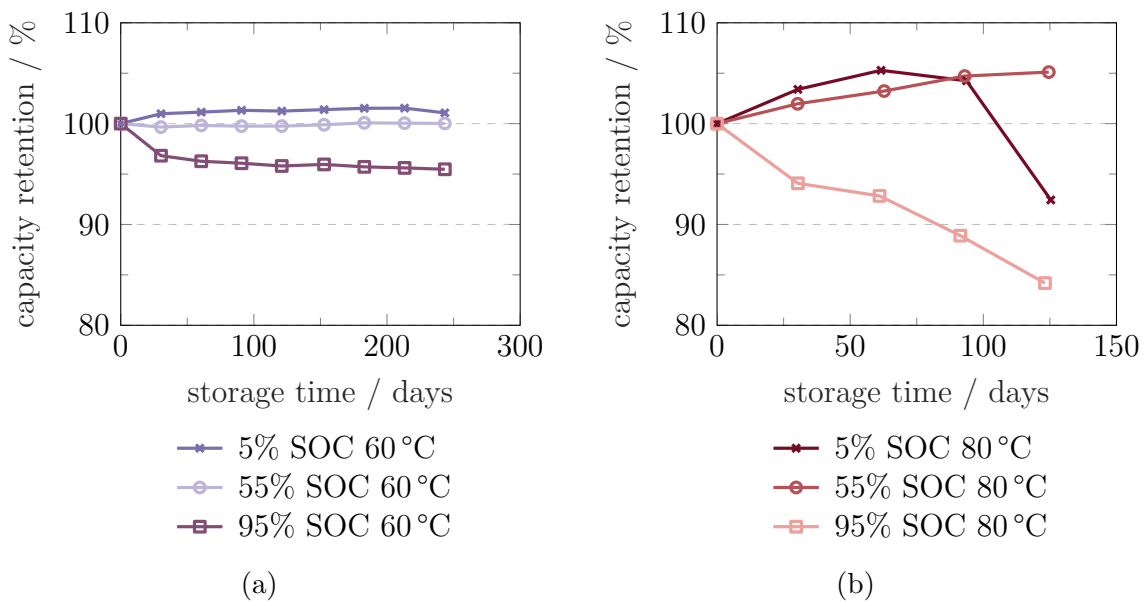 capacity retention / %
110
100
90
80
0
100
200
300
storage time / days
5% SOC 60 °C
55% SOC 60 °C
95% SOC 60 °C
(a)
capacity retention / %
110
100
90
80
0
50
100
150
storage time / days
5% SOC 80 °C
55% SOC 80 °C
95% SOC 80 °C
(b)